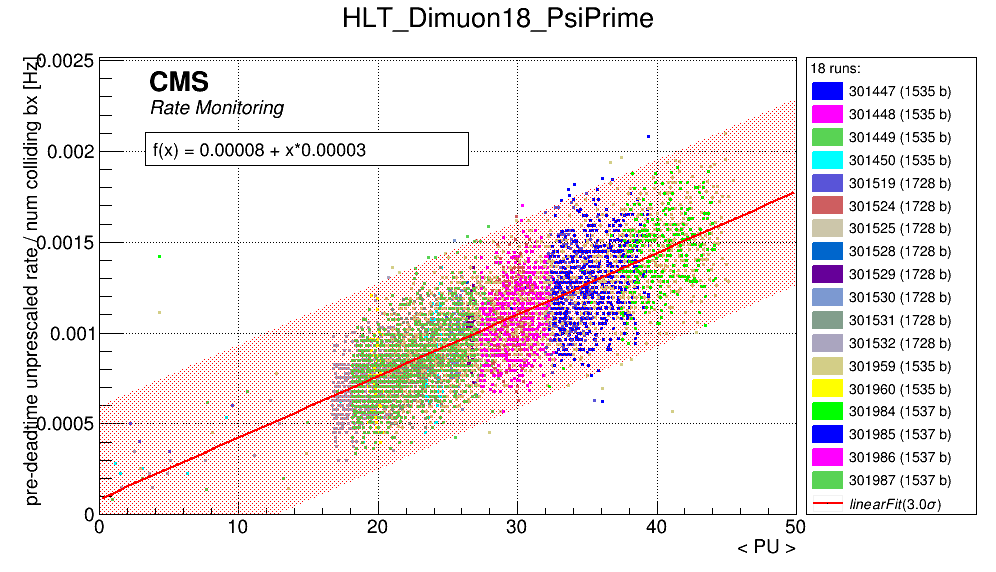 HLT_Dimuon18_PsiPrime
pre-deadtime unprescaled rate / num colliding bx [Hz]
0.0025
0.002
0.0015
0.001
0.0005
0
CMS
Rate Monitoring
f(x) = 0.00008 + x*0.00003
0 10 20 30 40 50
< PU >
18 runs:
301447 (1535 b)
301448 (1535 b)
301449 (1535 b)
301450 (1535 b)
301519 (1728 b)
301524 (1728 b)
301525 (1728 b)
301528 (1728 b)
301529 (1728 b)
301530 (1728 b)
301531 (1728 b)
301532 (1728 b)
301959 (1535 b)
301960 (1535 b)
301984 (1537 b)
301985 (1537 b)
301986 (1537 b)
301987 (1537 b)
linearFit(3.0σ)